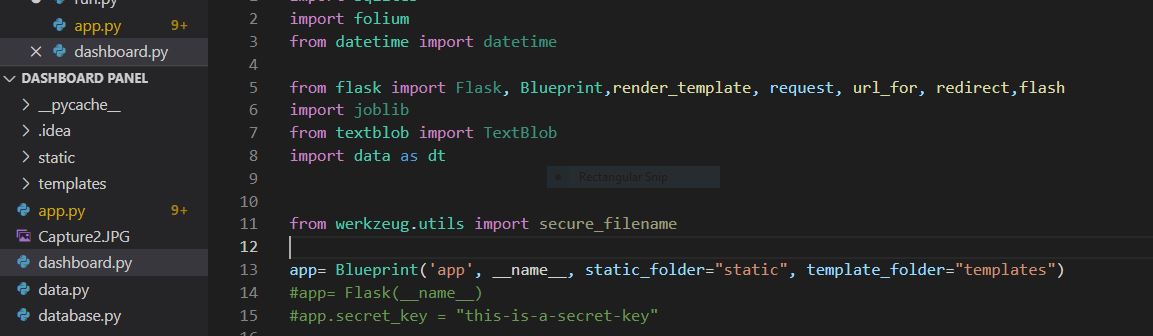 run.py
app.py 9+
dashboard.py
DASHBOARD PANEL
__pycache__
.idea
static
templates
app.py 9+
Capture2.JPG
dashboard.py
data.py
database.py
2 import folium
3 from datetime import datetime
4
5 from flask import Flask, Blueprint,render_template, request, url_for, redirect,flash
6 import joblib
7 from textblob import TextBlob
8 import data as dt
9
Rectangular Snip
10
11 from werkzeug.utils import secure_filename
12
13 app= Blueprint('app', __name__, static_folder="static", template_folder="templates")
14 #app= Flask(__name__)
15 #app.secret_key = "this-is-a-secret-key"